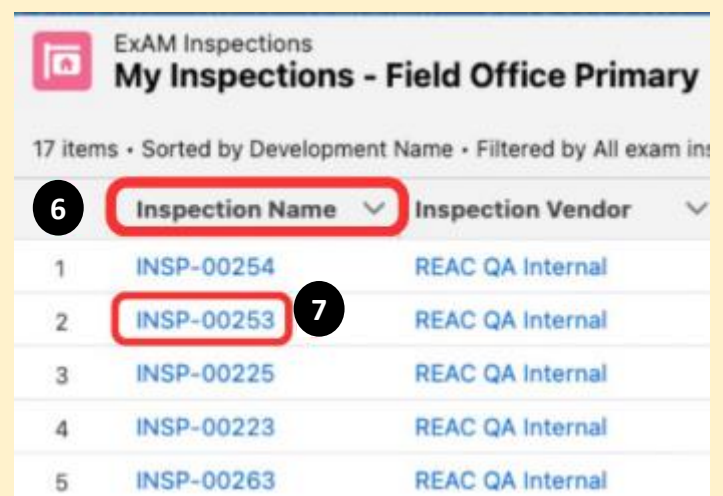 ExAM Inspections
My Inspections - Field Office Primary
17 items • Sorted by Development Name • Filtered by All exam
6 Inspection Name Inspection Vendor
1 INSP-00254 REAC QA Internal
2 INSP-00253 7 REAC QA Internal
3 INSP-00225 REAC QA Internal
4 INSP-00223 REAC QA Internal
5 INSP-00263 REAC QA Internal